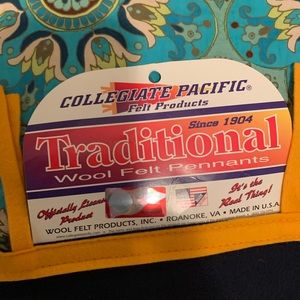 COLLEGIATE PACIFIC®
Felt Products
Since 1904
Traditional
Wool Felt Pennants
Officially Licensed
Product
It's the
Real Thing!
WOOL FELT PRODUCTS, INC. • ROANOKE, VA • MADE IN U.S.A.